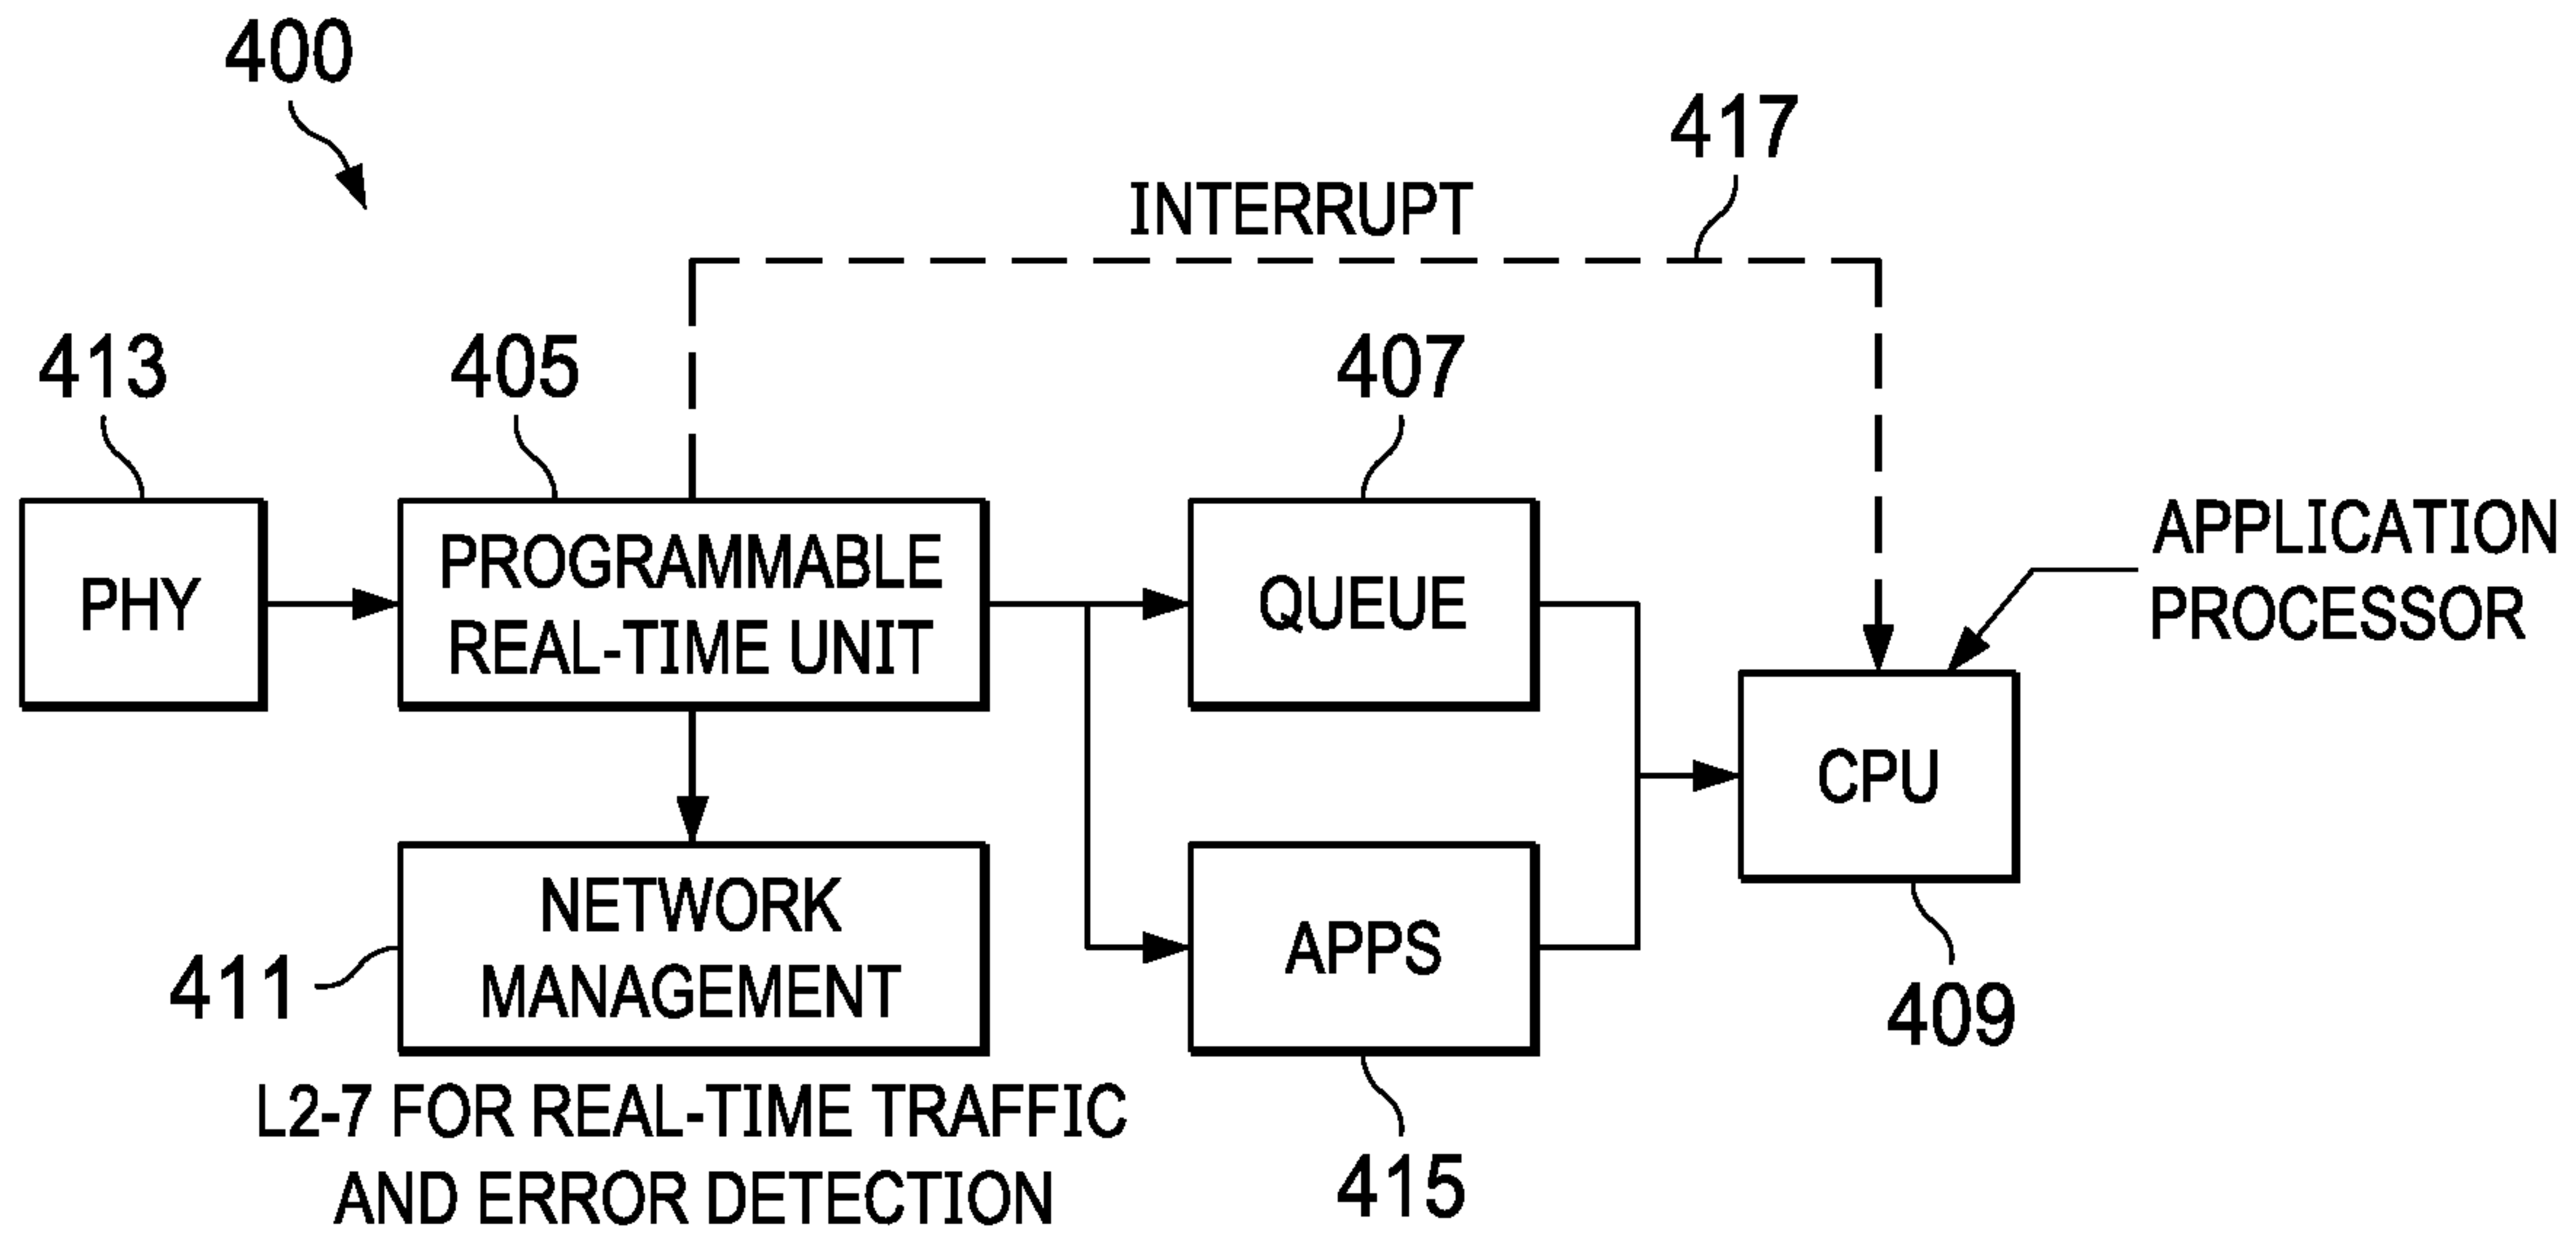 400
417
INTERRUPT
413
405
407
PHY
PROGRAMMABLE
REAL-TIME UNIT
QUEUE
APPLICATION
PROCESSOR
CPU
NETWORK
MANAGEMENT
411
APPS
409
L2-7 FOR REAL-TIME TRAFFIC
AND ERROR DETECTION
415